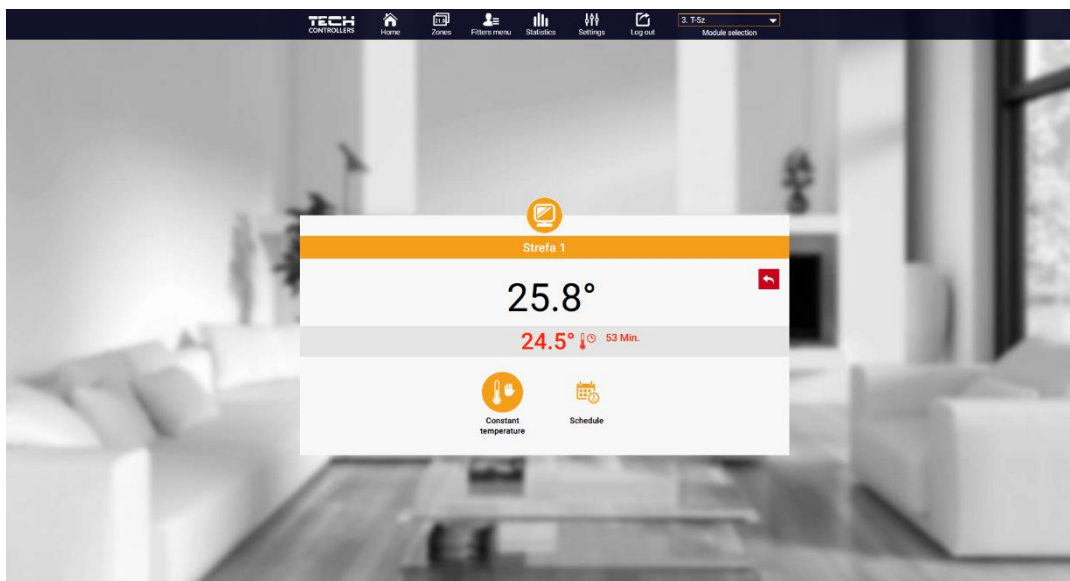 TECH
CONTROLLERS
Home
Zones
Fitters menu
Statistics
Settings
Log out
3. T-5z
Module selection
Strefa 1
25.8°
24.5° 53 Min.
Constant
temperature
Schedule